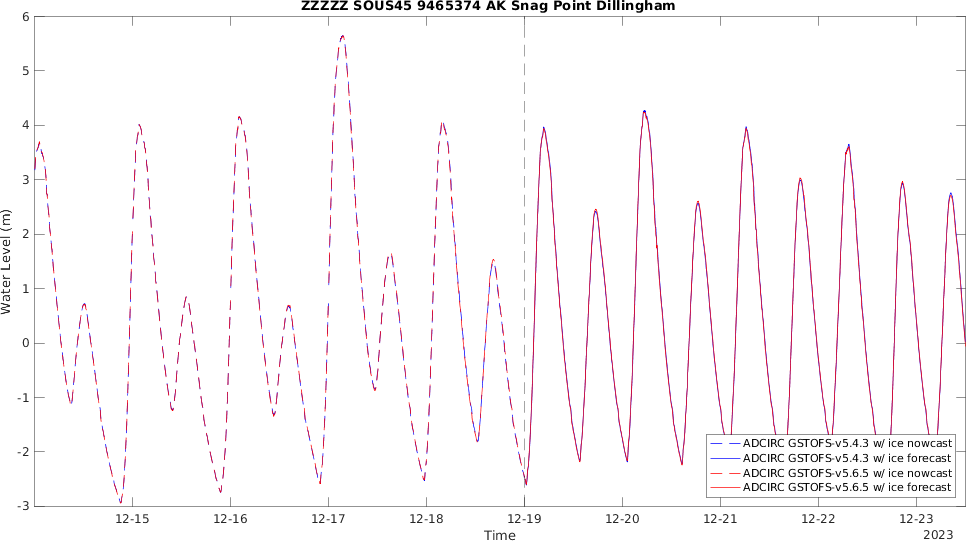 ZZZZZ SOUS45 9465374 AK Snag Point Dillingham
6
5
4
3
2
1
0
-1
-2
-3
Water Level (m)
ADCIRC GSTOFS-v5.4.3 w/ ice nowcast
ADCIRC GSTOFS-v5.4.3 w/ ice forecast
ADCIRC GSTOFS-v5.6.5 w/ ice nowcast
ADCIRC GSTOFS-v5.6.5 w/ ice forecast
12-15 12-16 12-17 12-18 12-19 12-20 12-21 12-22 12-23
Time
2023